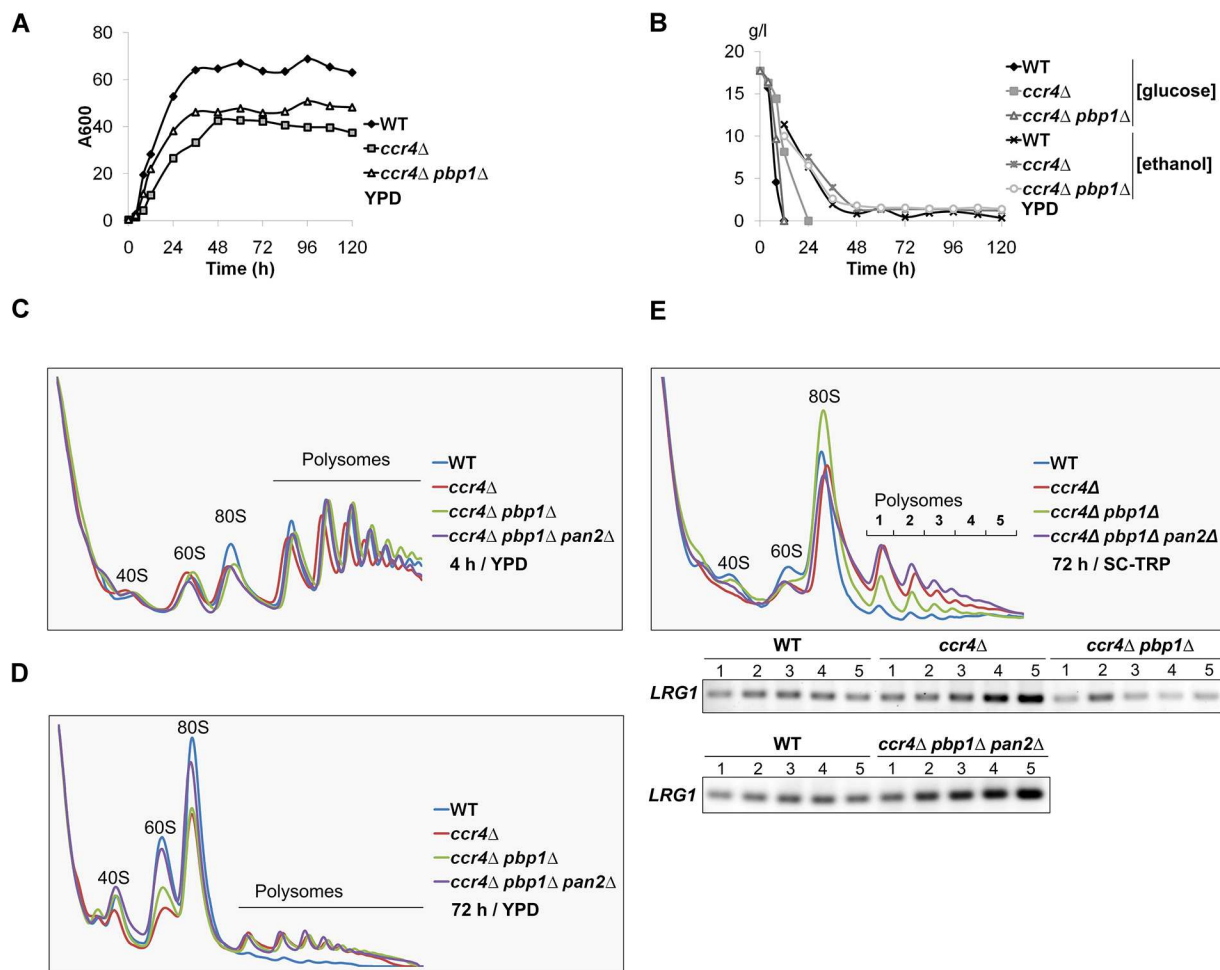 A
80
60
40
20
0
A600
0 24 48 72 96 120
Time (h)
WT
ccr4Δ
ccr4Δ pbp1Δ
YPD
B
g/l
20
15
10
5
0
0 24 48 72 96 120
Time (h)
WT
ccr4Δ
ccr4Δ pbp1Δ
[glucose]
WT
ccr4Δ
ccr4Δ pbp1Δ
[ethanol]
YPD
C
40S
60S
80S
Polysomes
WT
ccr4Δ
ccr4Δ pbp1Δ
ccr4Δ pbp1Δ pan2Δ
4 h / YPD
D
40S
60S
80S
Polysomes
WT
ccr4Δ
ccr4Δ pbp1Δ
ccr4Δ pbp1Δ pan2Δ
72 h / YPD
E
40S
60S
80S
Polysomes
1 2 3 4 5
WT
ccr4Δ
ccr4Δ pbp1Δ
ccr4Δ pbp1Δ pan2Δ
72 h / SC-TRP
WT ccr4Δ ccr4Δ pbp1Δ
1 2 3 4 5 1 2 3 4 5 1 2 3 4 5
LRG1
WT ccr4Δ pbp1Δ pan2Δ
1 2 3 4 5 1 2 3 4 5
LRG1